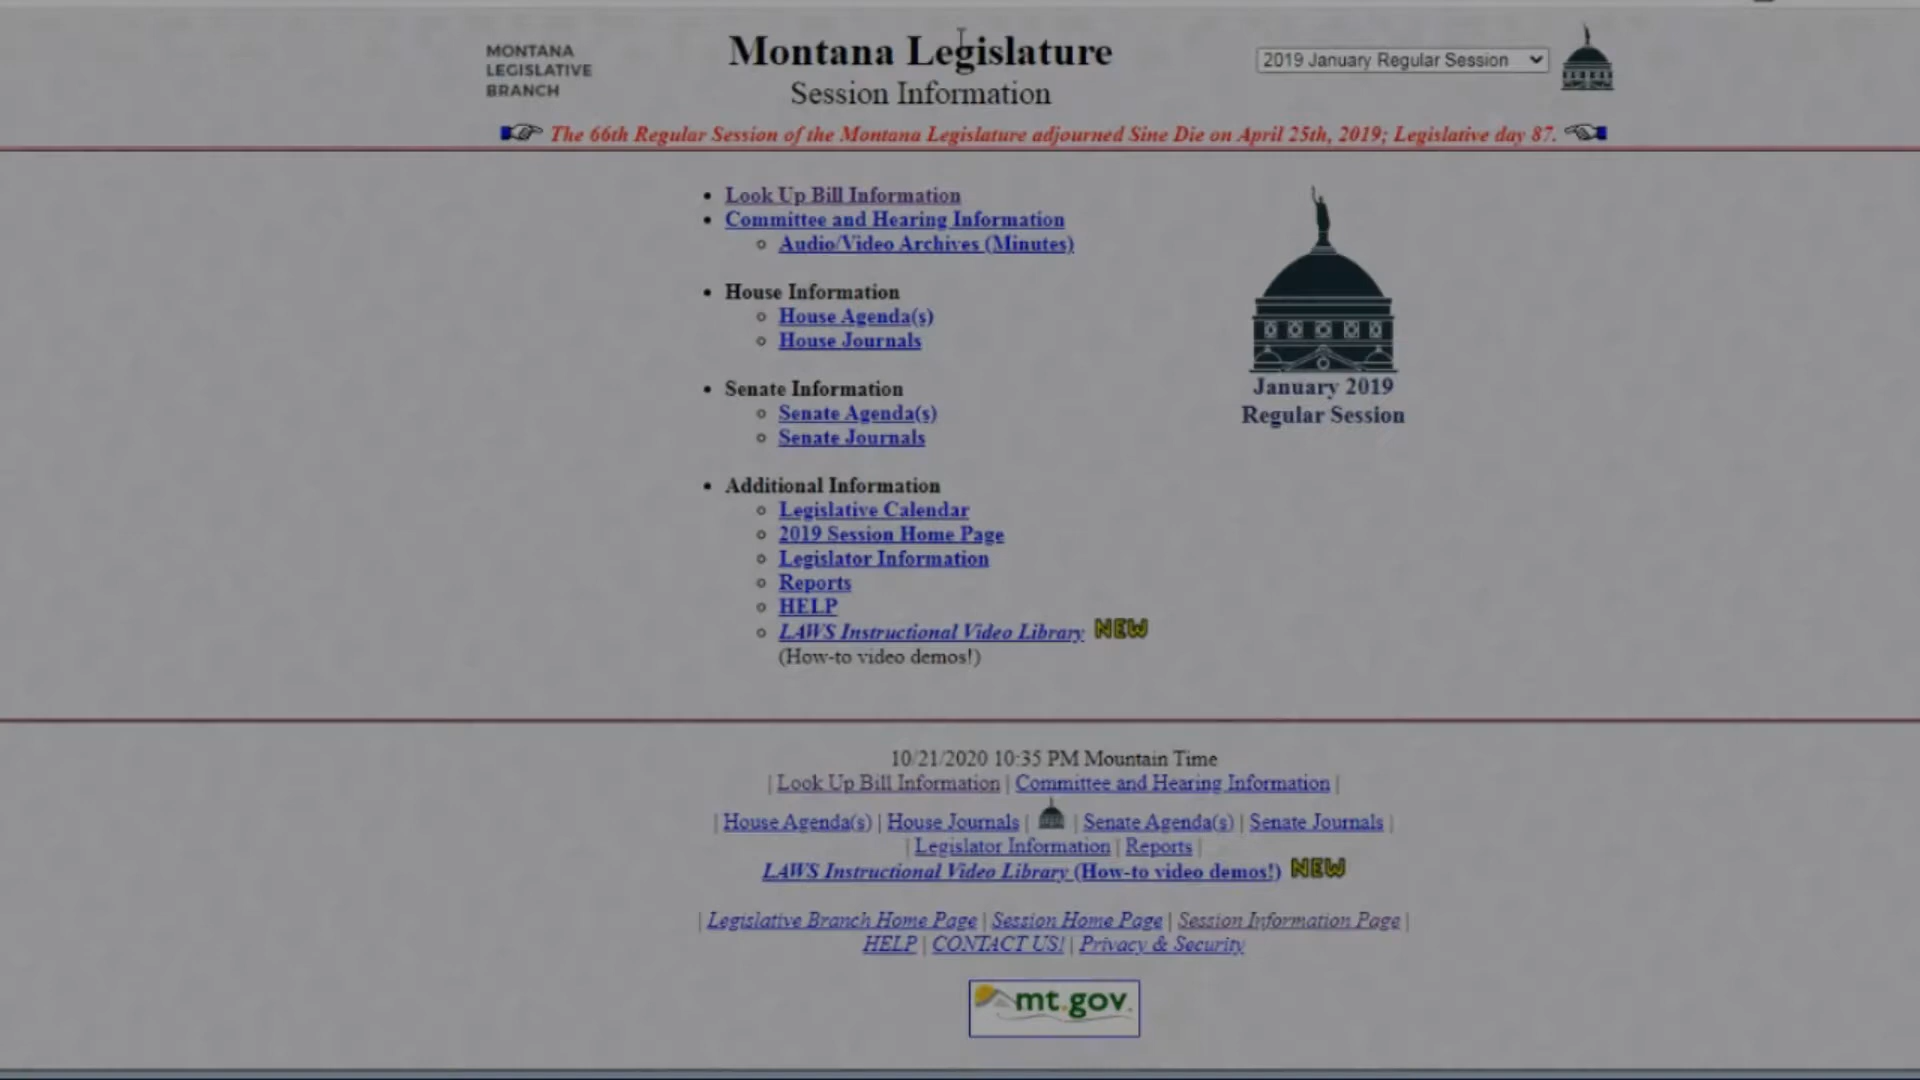 MONTANA
LEGISLATIVE
BRANCH
Montana Legislature
Session Information
2019 January Regular Session
The 66th Regular Session of the Montana Legislature adjourned Sine Die on April 25th, 2019; Legislative day 87.
• Look Up Bill Information
• Committee and Hearing Information
Audio/Video Archives (Minutes)
• House Information
House Agenda(s)
House Journals
• Senate Information
Senate Agenda(s)
Senate Journals
• Additional Information
Legislative Calendar
2019 Session Home Page
Legislator Information
Reports
HELP
LAWS Instructional Video Library NEW
(How-to video demos!)
January 2019
Regular Session
10/21/2020 10:35 PM Mountain Time
| Look Up Bill Information | Committee and Hearing Information |
| House Agenda(s) | House Journals | | Senate Agenda(s) | Senate Journals |
| Legislator Information | Reports |
LAWS Instructional Video Library (How-to video demos!) NEW
| Legislative Branch Home Page | Session Home Page | Session Information Page |
HELP | CONTACT US! | Privacy & Security
mt.gov